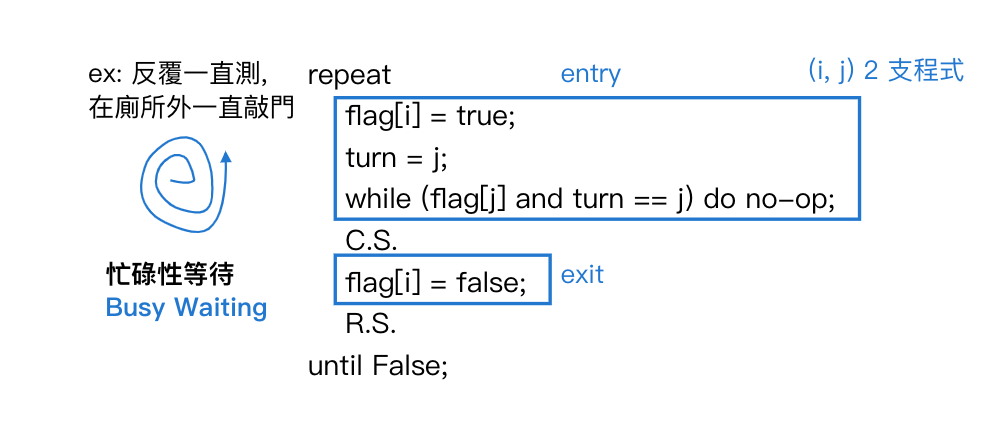 ex: 反覆一直測,
在廁所外一直敲門
忙碌性等待
Busy Waiting
repeat
entry
(i, j) 2 支程式
flag[i] = true;
turn = j;
while (flag[j] and turn == j) do no-op;
C.S.
flag[i] = false;
exit
R.S.
until False;